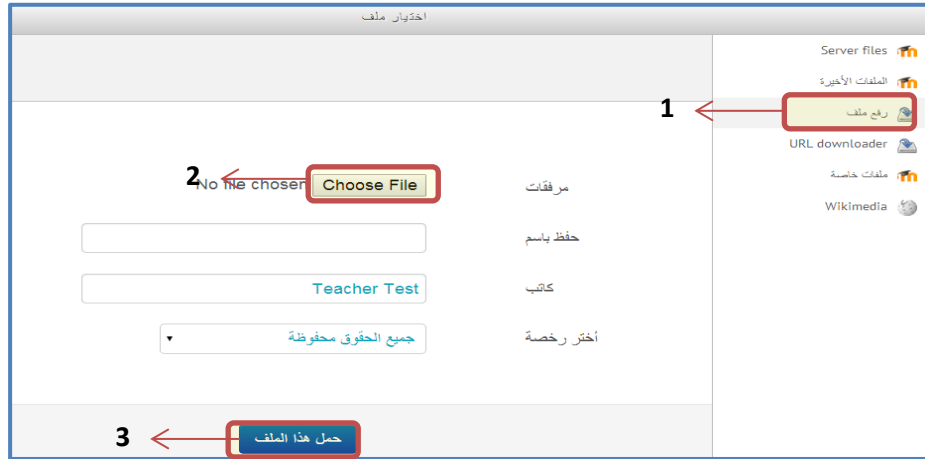 اختيار ملف
Server files
الملفات الأخيرة
رفع ملف
1
URL downloader
ملفات خاصة
Wikimedia
مرفقات Choose File No file chosen
2
حفظ باسم
كاتب Teacher Test
أختر رخصة جميع الحقوق محفوظة
حمل هذا الملف
3